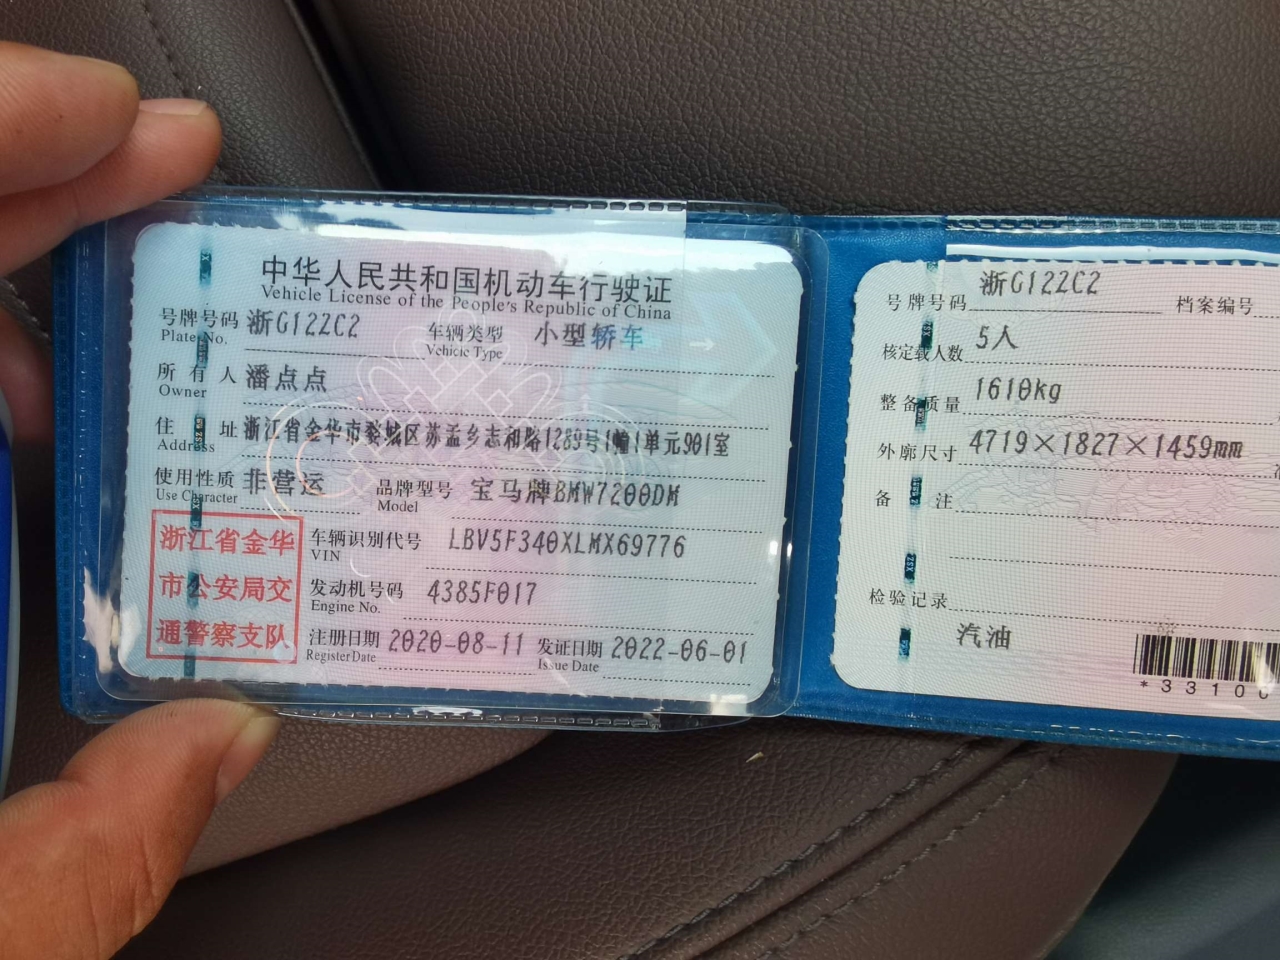 中华人民共和国机动车行驶证
Vehicle License of the People's Republic of China
号牌号码 浙G122C2 车辆类型 小型轿车
Plate No. Vehicle Type
所有人 潘点点
Owner
住址 浙江省金华市婺城区苏孟乡志和路1289号1幢1单元901室
Address
使用性质 非营运 品牌型号 宝马牌BMW7200DM
Use Character Model
浙江省金华
市公安局交
通警察支队
车辆识别代号 LBV5F340XLMX69776
VIN
发动机号码 4385F017
Engine No.
注册日期 2020-08-11 发证日期 2022-06-01
Register Date Issue Date
号牌号码 浙G122C2 档案编号
核定载人数 5人
整备质量 1610kg
外廓尺寸 4719×1827×1459mm
备注
检验记录
汽油
*3310